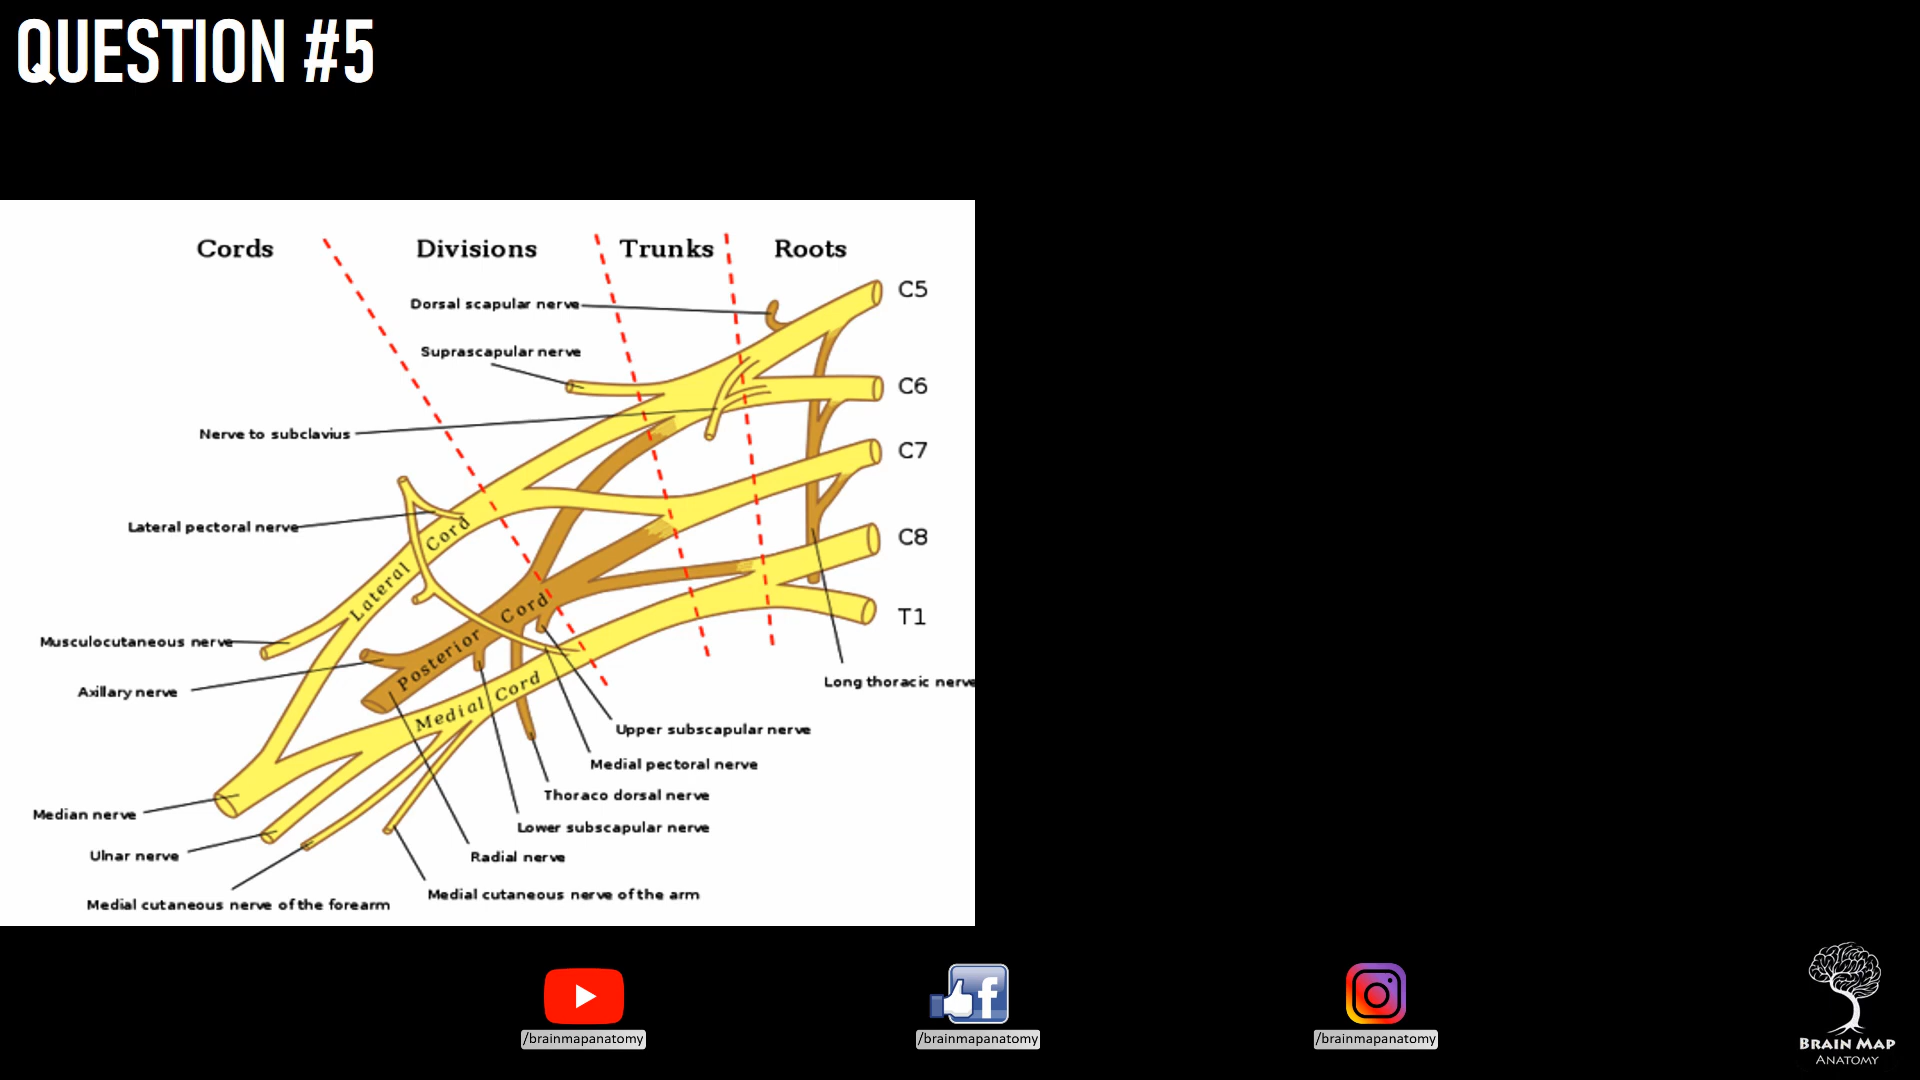 QUESTION #5
Cords Divisions Trunks Roots
C5
Dorsal scapular nerve
Suprascapular nerve
C6
Nerve to subclavius
C7
Lateral pectoral nerve
C8
Lateral Cord
Posterior Cord
T1
Musculocutaneous nerve
Axillary nerve
Medial Cord
Long thoracic nerve
Upper subscapular nerve
Medial pectoral nerve
Thoraco dorsal nerve
Median nerve
Lower subscapular nerve
Ulnar nerve
Radial nerve
Medial cutaneous nerve of the arm
Medial cutaneous nerve of the forearm
f
/brainmapanatomy
/brainmapanatomy
/brainmapanatomy
BRAIN MAP
ANATOMY